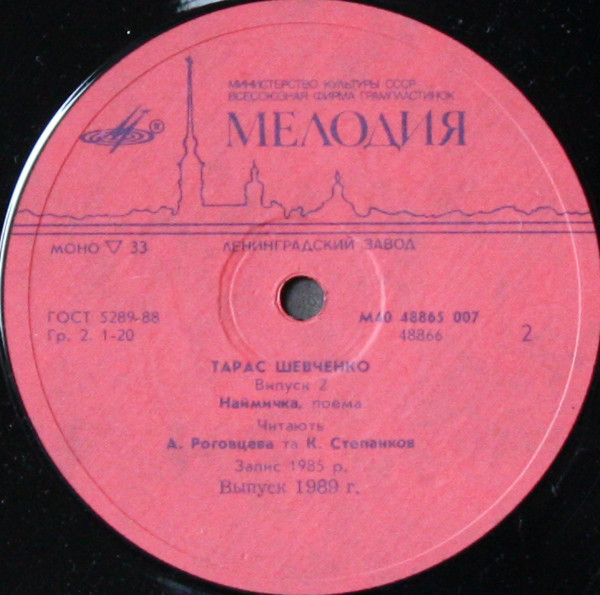 МИНИСТЕРСТВО КУЛЬТУРЫ СССР
ВСЕСОЮЗНАЯ ФИРМА ГРАМПЛАСТИНОК
®
МЕЛОДИЯ
МОНО ▽ 33
ЛЕНИНГРАДСКИЙ ЗАВОД
ГОСТ 5289-88
М40 48865 007
Гр. 2. 1-20
48866
2
ТАРАС ШЕВЧЕНКО
Випуск 2
Наймичка, поема
Читають
А. Роговцева та К. Степанков
Запис 1985 р.
Выпуск 1989 г.